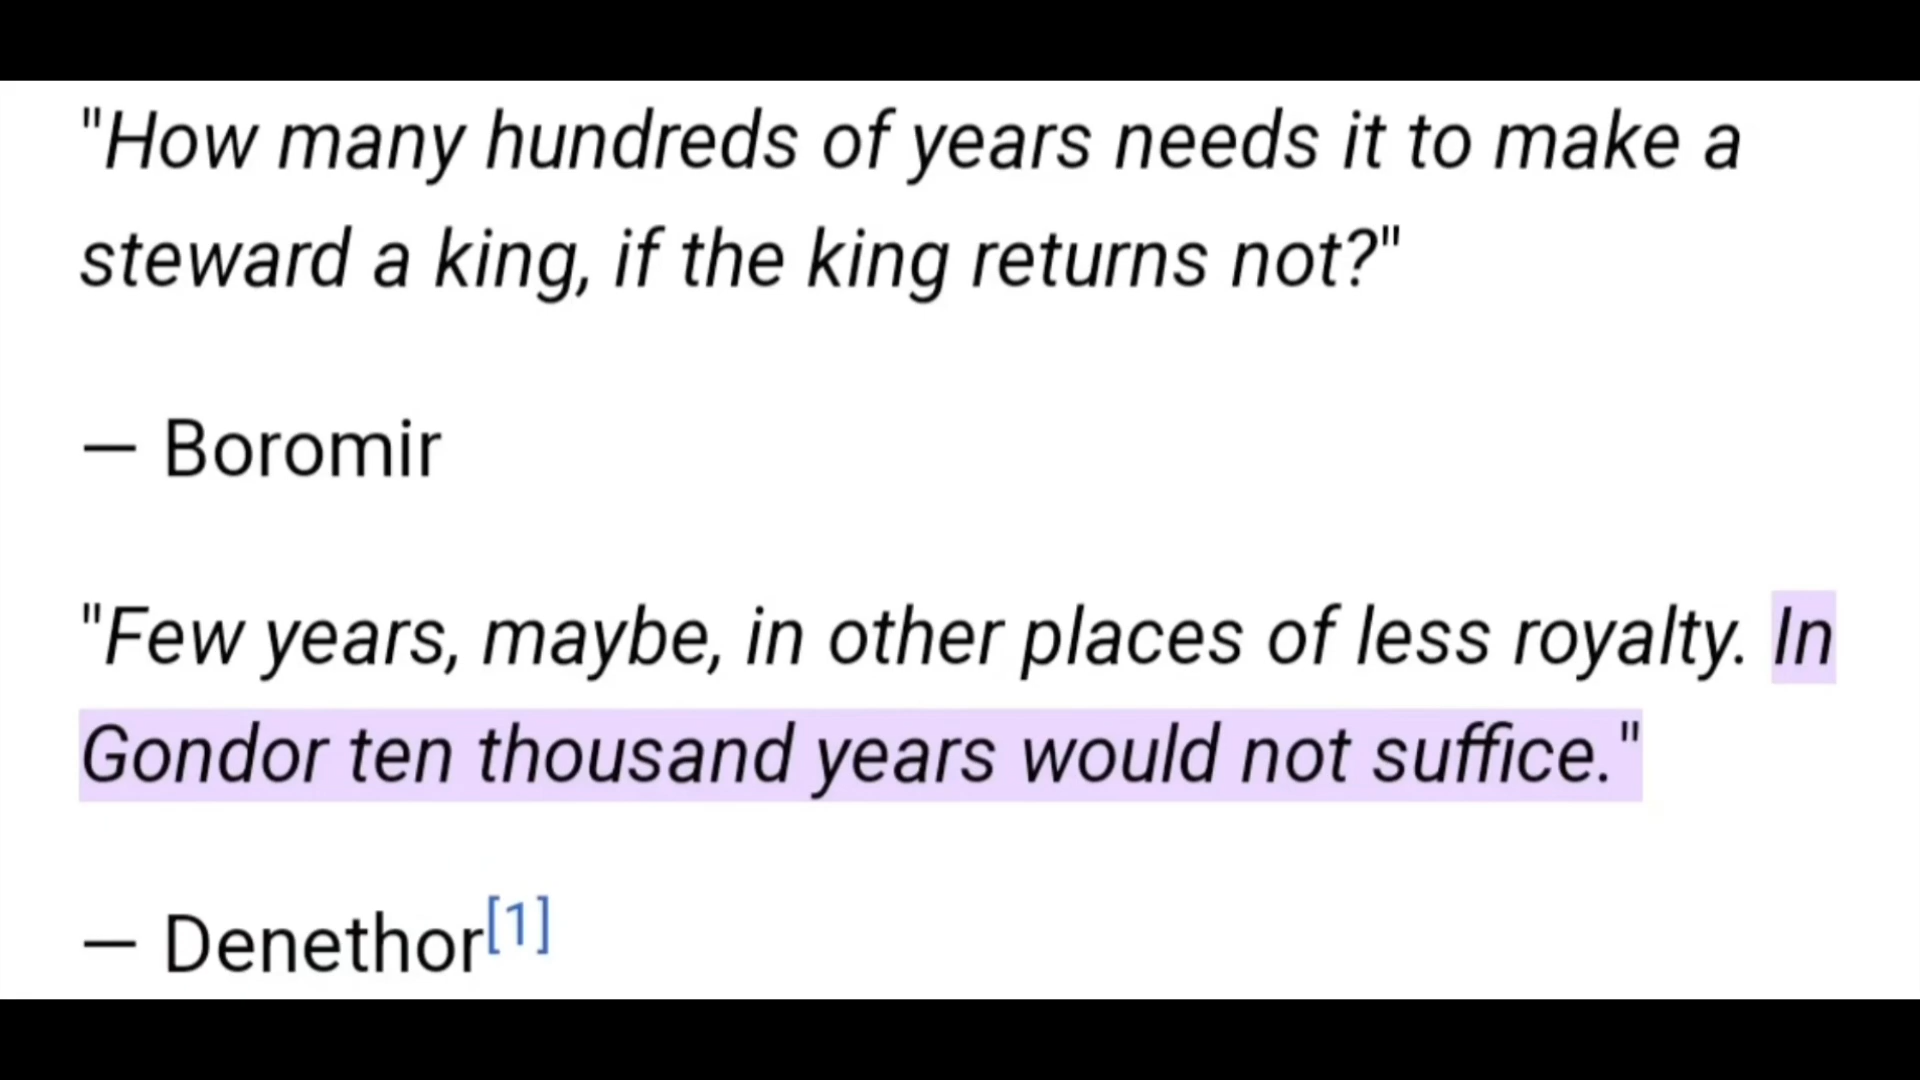 "How many hundreds of years needs it to make a
steward a king, if the king returns not?"
— Boromir
"Few years, maybe, in other places of less royalty. In
Gondor ten thousand years would not suffice."
— Denethor[1]